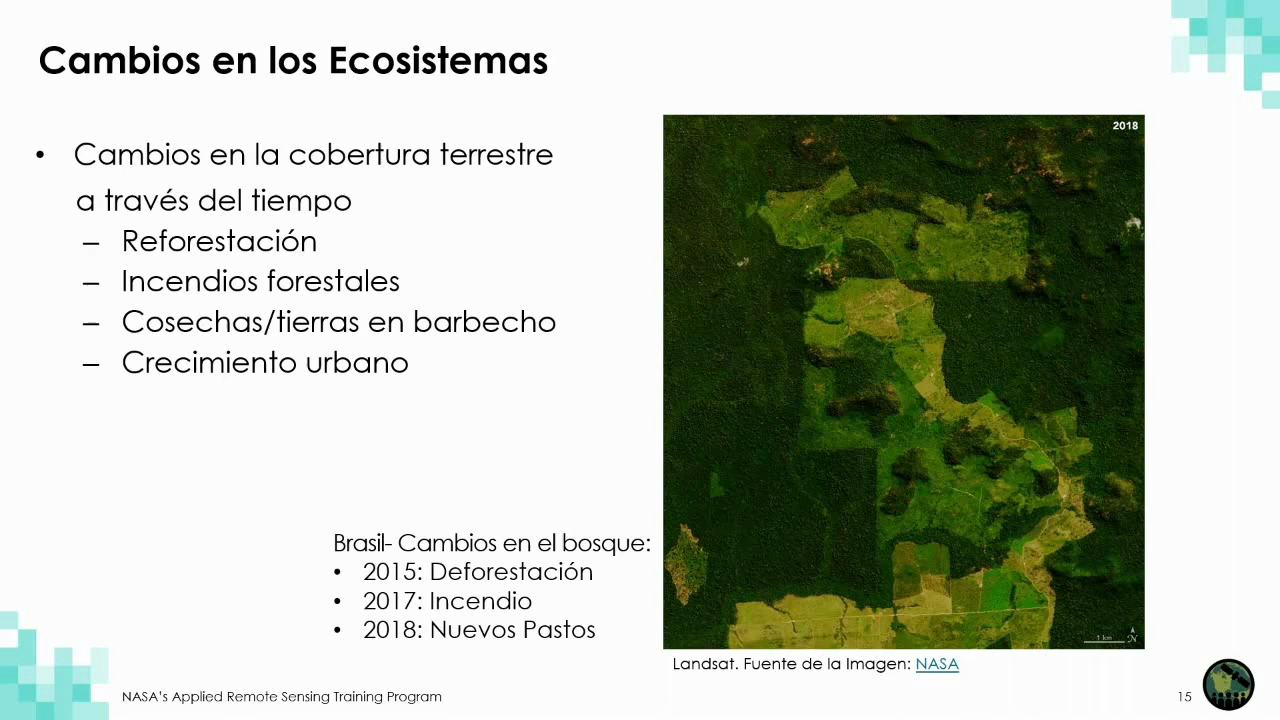 Cambios en los Ecosistemas
• Cambios en la cobertura terrestre
a través del tiempo
– Reforestación
– Incendios forestales
– Cosechas/tierras en barbecho
– Crecimiento urbano
Brasil- Cambios en el bosque:
• 2015: Deforestación
• 2017: Incendio
• 2018: Nuevos Pastos
2018
1 km
N
Landsat. Fuente de la Imagen: NASA
NASA's Applied Remote Sensing Training Program
15